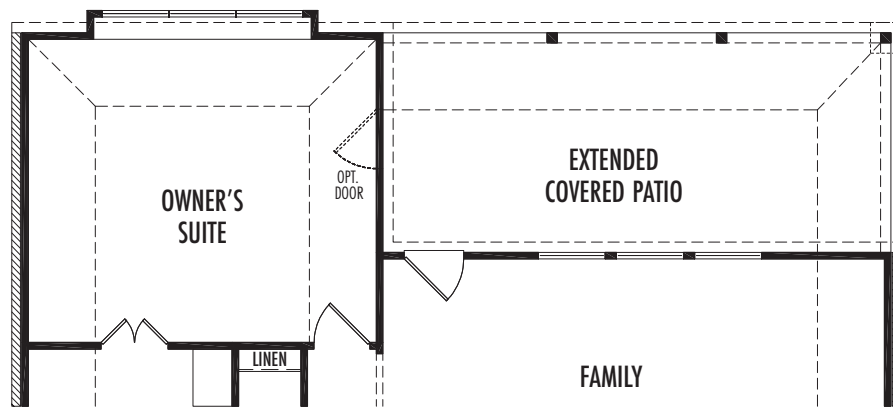 OWNER'S
SUITE
OPT.
DOOR
EXTENDED
COVERED PATIO
LINEN
FAMILY